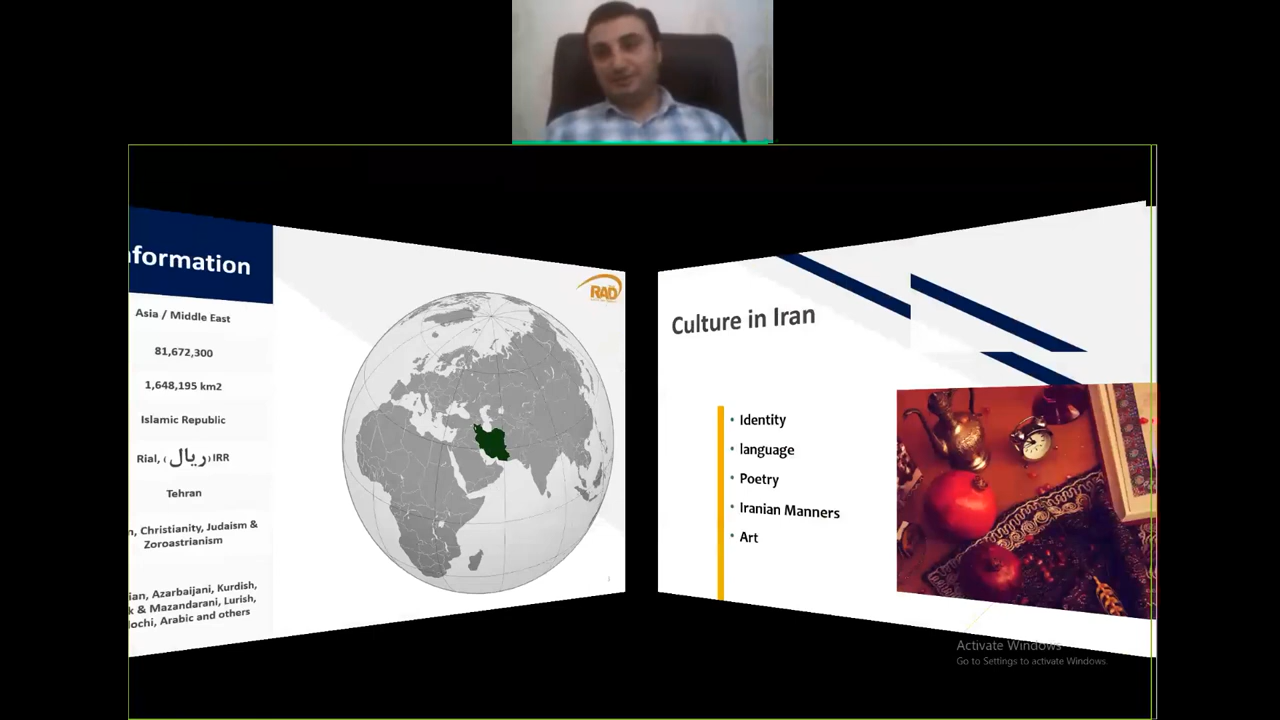 nformation
Asia / Middle East
81,672,300
1,648,195 km2
Islamic Republic
Rial, (ریال) IRR
Tehran
n, Christianity, Judaism &
Zoroastrianism
ian, Azarbaijani, Kurdish,
k & Mazandarani, Lurish,
lochi, Arabic and others
RAD
1
Culture in Iran
• Identity
• language
• Poetry
• Iranian Manners
• Art
Activate Windows
Go to Settings to activate Windows.